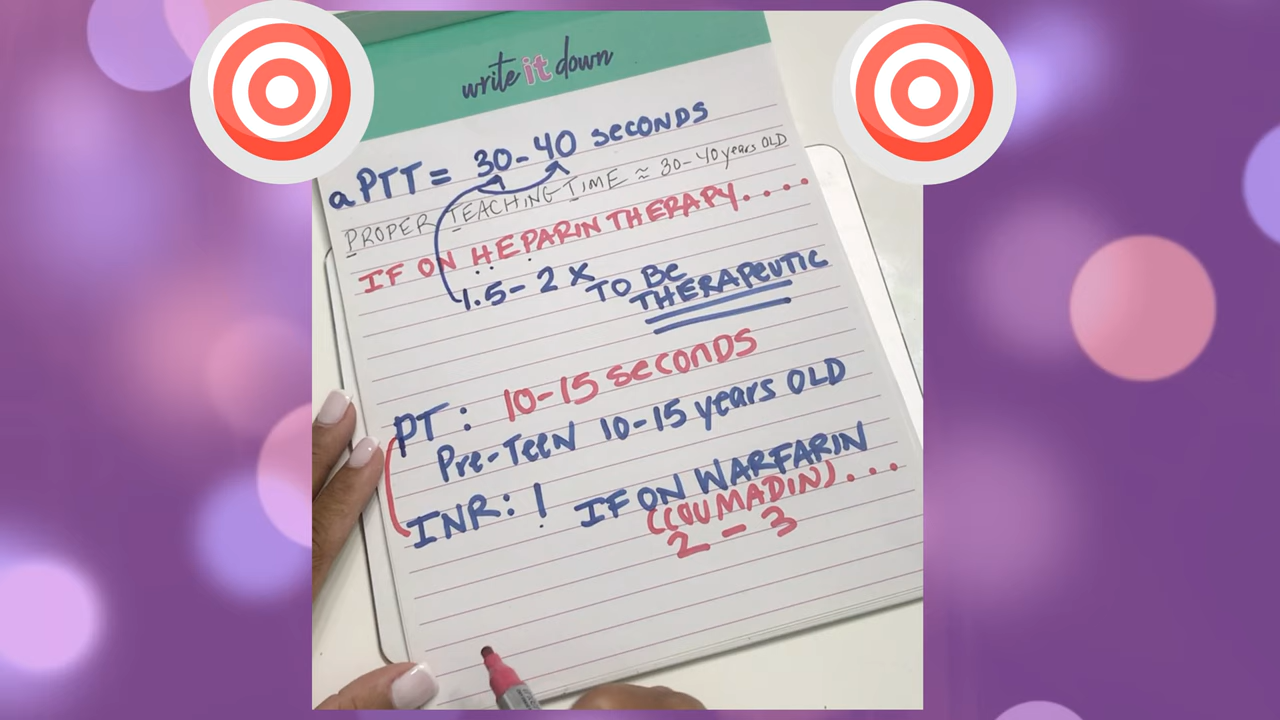 write it down
aPTT = 30-40 seconds
PROPER TEACHING TIME ≈ 30-40 years OLD
IF ON HEPARIN THERAPY....
1.5-2 x TO BE
THERAPEUTIC
PT: 10-15 seconds
Pre-Teen 10-15 years OLD
INR: 1 IF ON WARFARIN
(COUMADIN)...
2-3